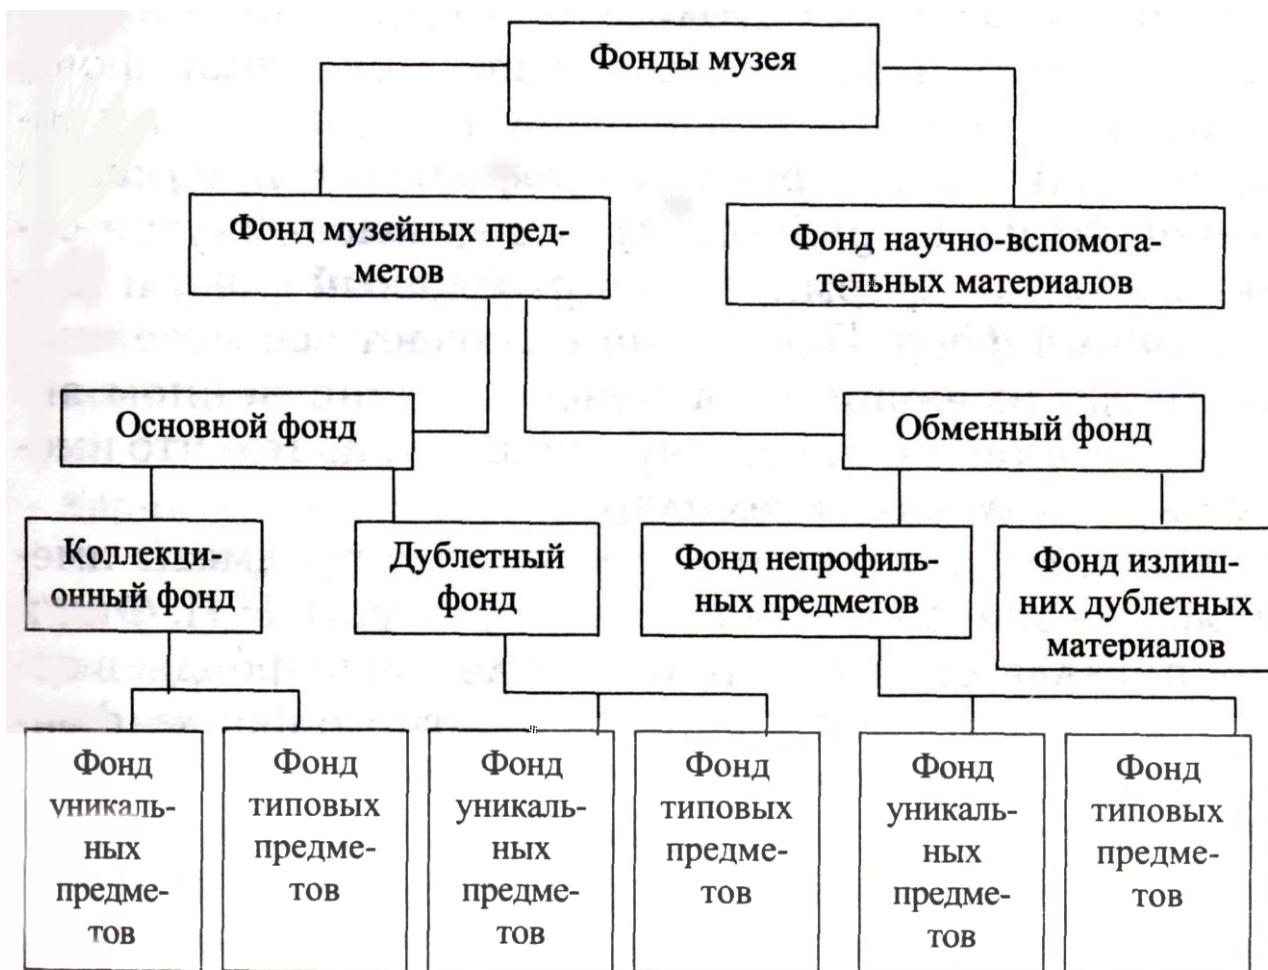 Фонды музея
Фонд музейных пред-
метов
Фонд научно-вспомога-
тельных материалов
Основной фонд
Обменный фонд
Коллекци-
онный фонд
Дублетный
фонд
Фонд непрофиль-
ных предметов
Фонд излиш-
них дублетных
материалов
Фонд
уникаль-
ных
предме-
тов
Фонд
типовых
предме-
тов
Фонд
уникаль-
ных
предме-
тов
Фонд
типовых
предме-
тов
Фонд
уникаль-
ных
предме-
тов
Фонд
типовых
предме-
тов